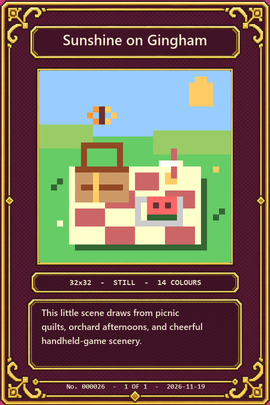 Sunshine on Gingham
32x32 - STILL - 14 COLOURS
This little scene draws from picnic
quilts, orchard afternoons, and cheerful
handheld-game scenery.
No. 000026 - 1 OF 1 - 2026-11-19